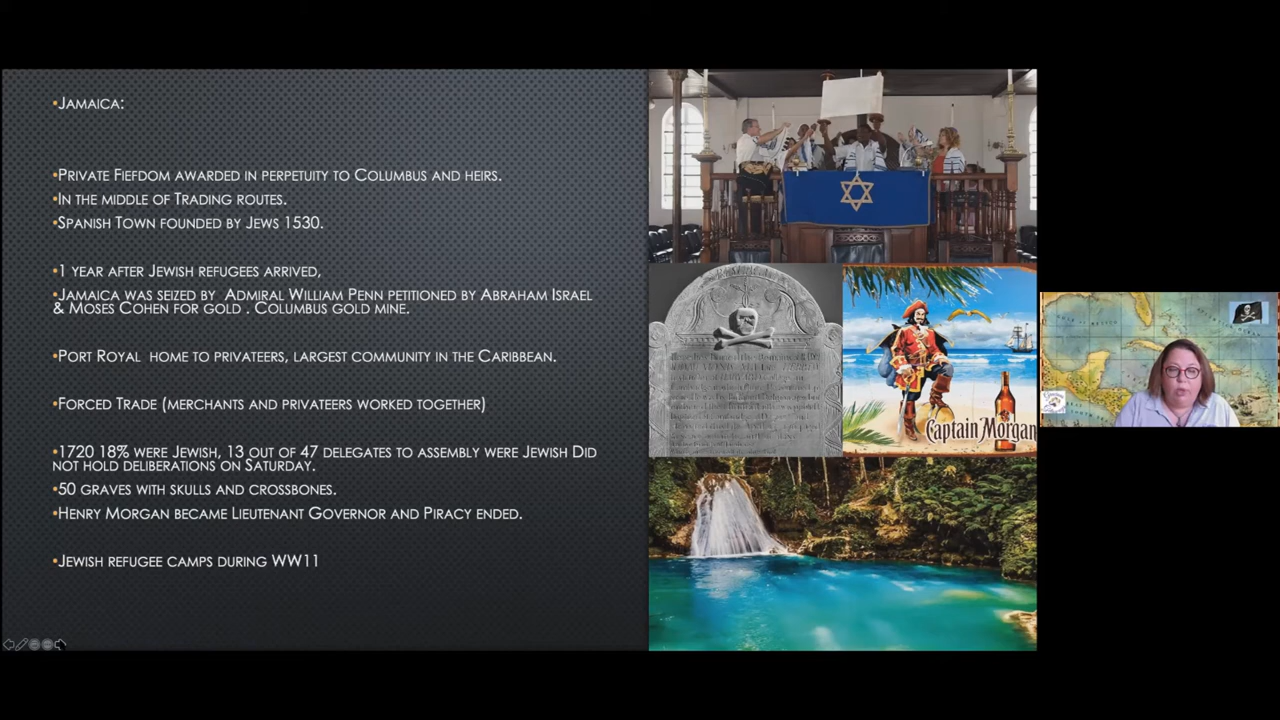 •Jamaica:
•Private Fiefdom awarded in perpetuity to Columbus and heirs.
•In the middle of Trading routes.
•Spanish Town founded by Jews 1530.
•1 year after Jewish refugees arrived,
•Jamaica was seized by Admiral William Penn petitioned by Abraham Israel
& Moses Cohen for gold . Columbus gold mine.
•Port Royal home to privateers, largest community in the Caribbean.
•Forced Trade (merchants and privateers worked together)
•1720 18% were Jewish, 13 out of 47 delegates to assembly were Jewish Did
not hold deliberations on Saturday.
•50 graves with skulls and crossbones.
•Henry Morgan became Lieutenant Governor and Piracy ended.
•Jewish refugee camps during WW11
Captain Morgan